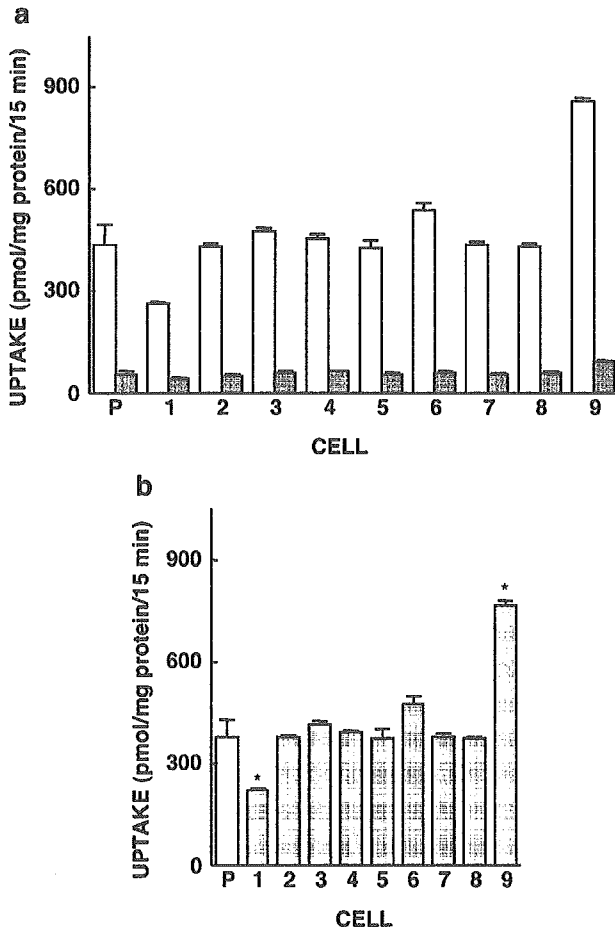 a
UPTAKE (pmol/mg protein/15 min)
900
600
300
0
P 1 2 3 4 5 6 7 8 9
CELL
b
UPTAKE (pmol/mg protein/15 min)
900
600
300
0
*
*
P 1 2 3 4 5 6 7 8 9
CELL